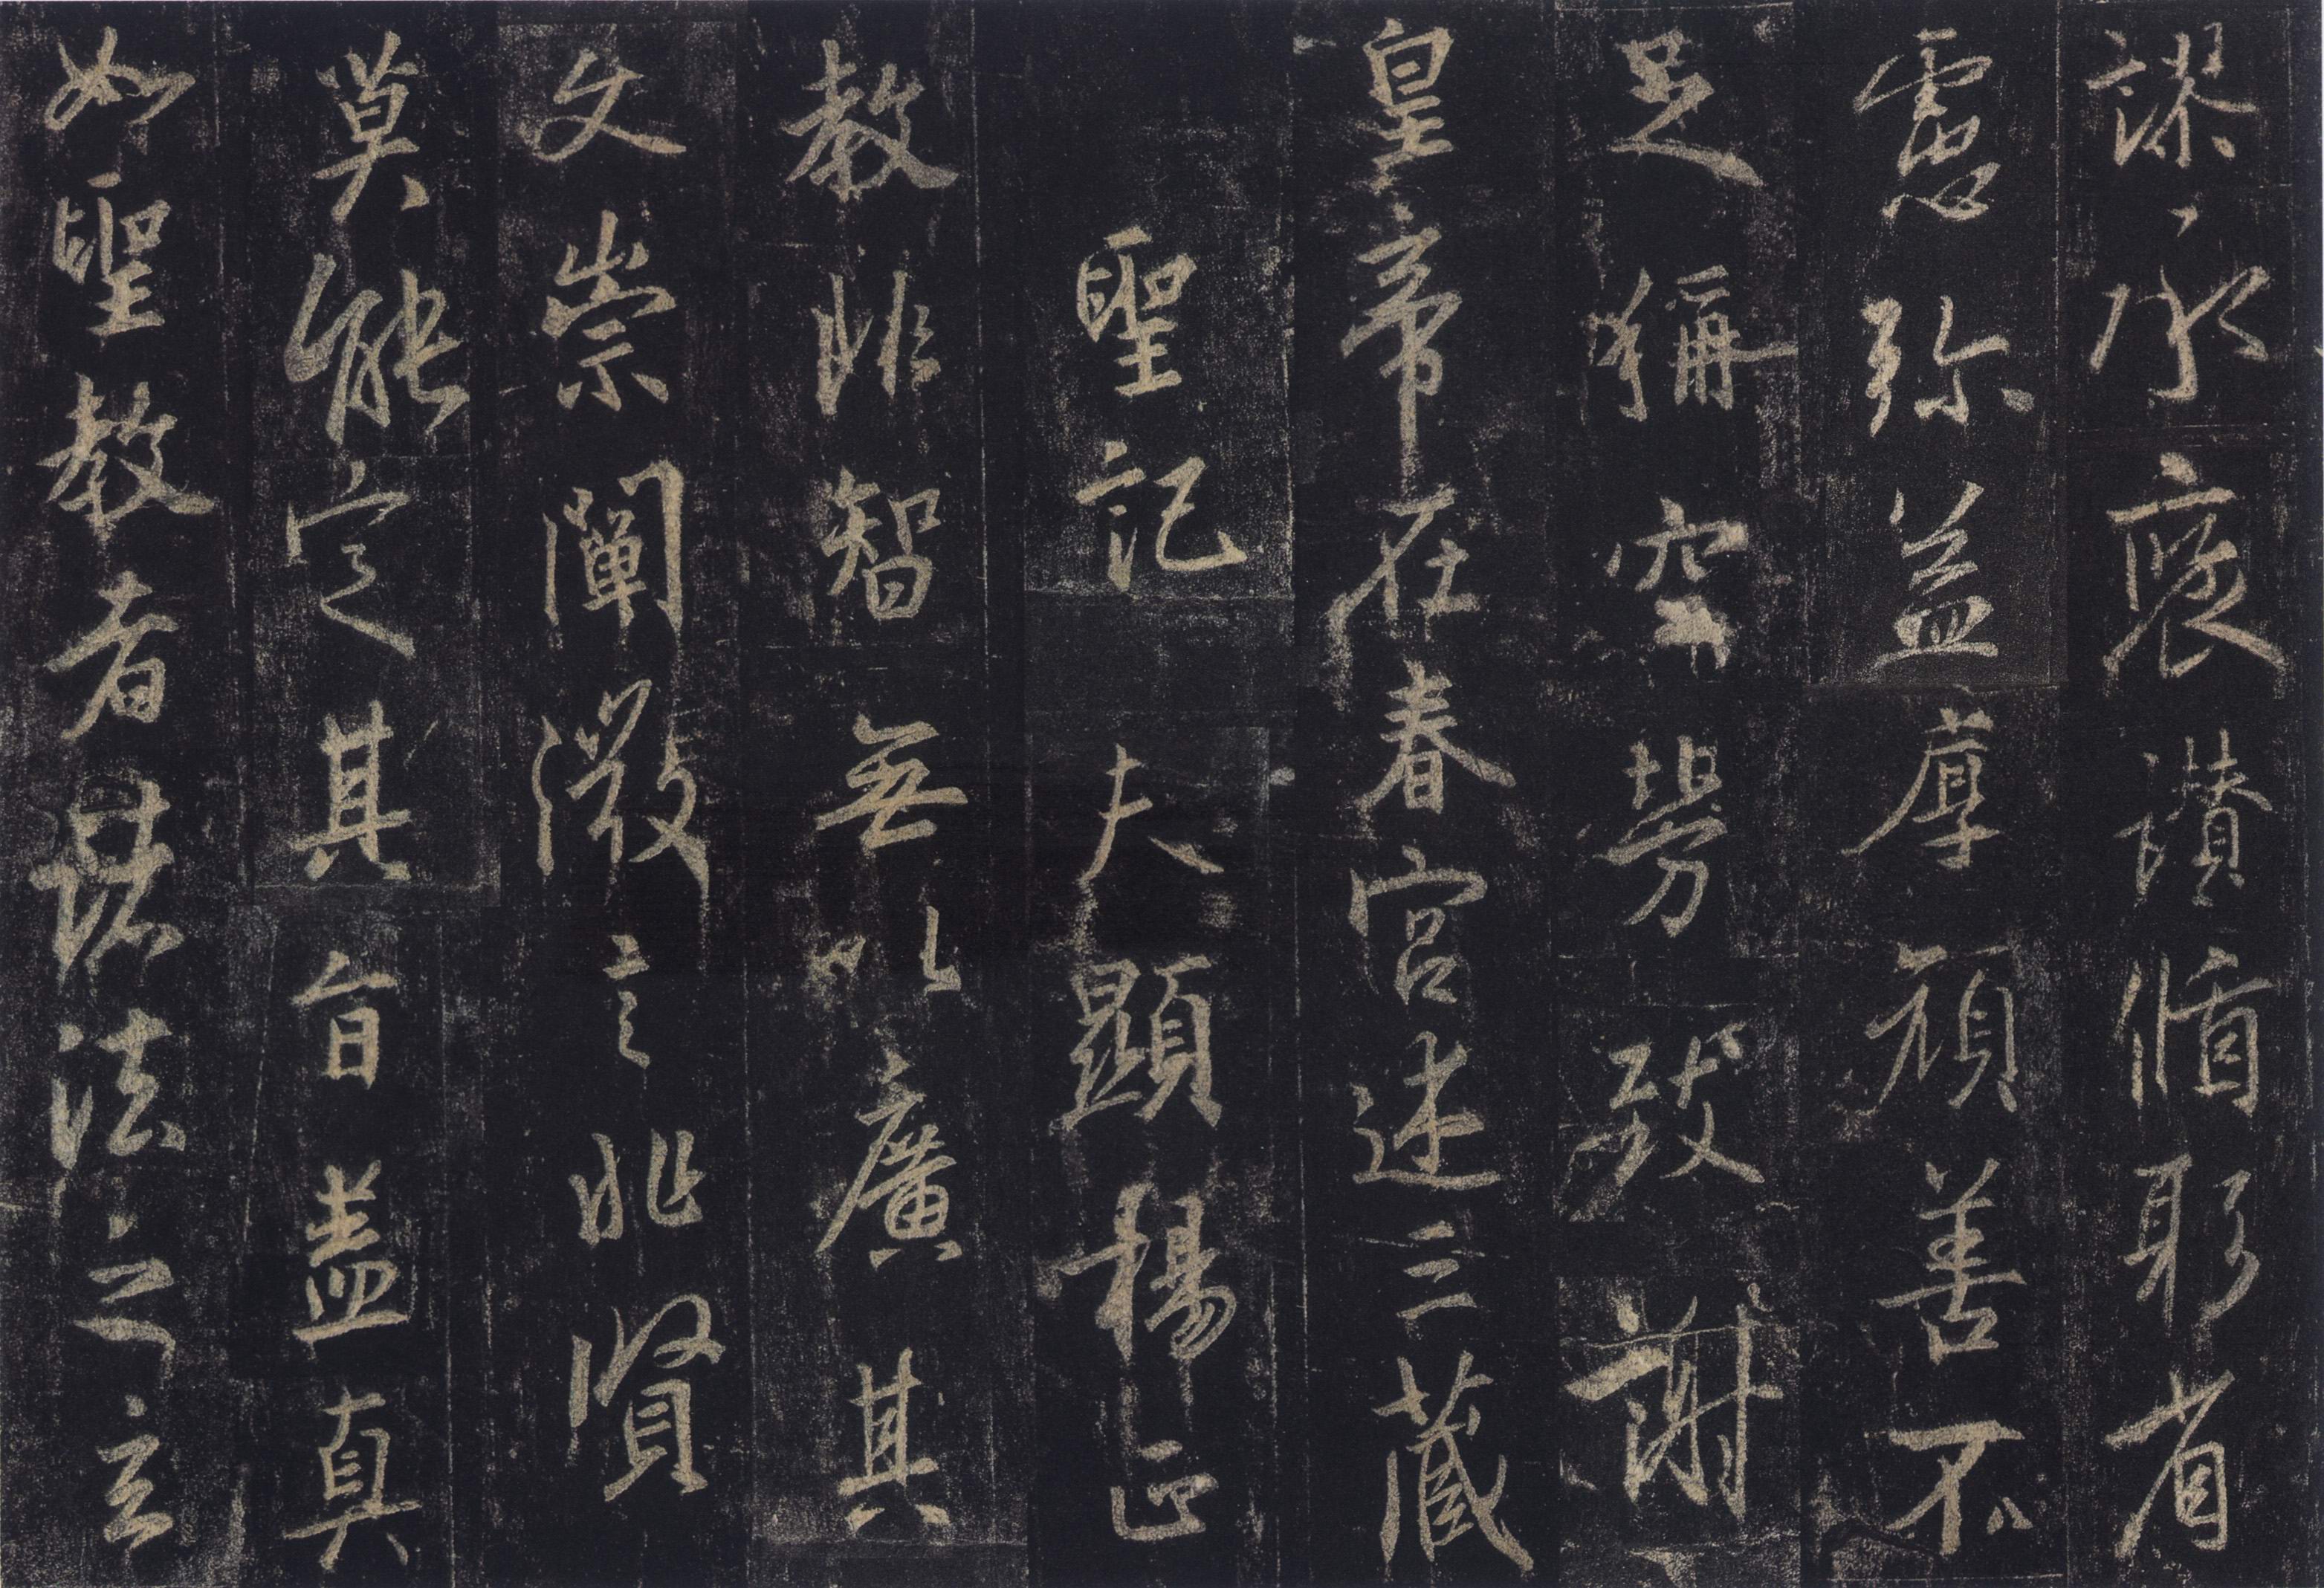 謬承褒讚循躬省
慮彌益厚顏善不
足稱空勞致謝
皇帝在春宮述三藏
聖記夫顯揚正
教非智無以廣其
文崇闡微言非賢
莫能定其旨蓋真
如聖教者諸法之玄